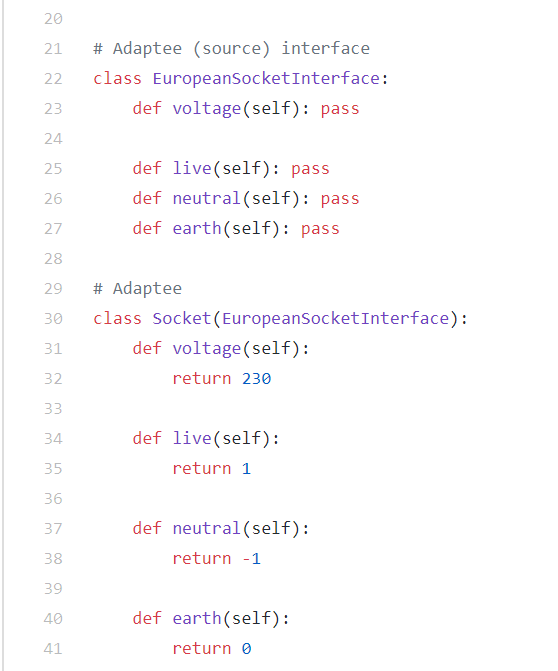 20
21 # Adaptee (source) interface
22 class EuropeanSocketInterface:
23     def voltage(self): pass
24
25     def live(self): pass
26     def neutral(self): pass
27     def earth(self): pass
28
29 # Adaptee
30 class Socket(EuropeanSocketInterface):
31     def voltage(self):
32         return 230
33
34     def live(self):
35         return 1
36
37     def neutral(self):
38         return -1
39
40     def earth(self):
41         return 0